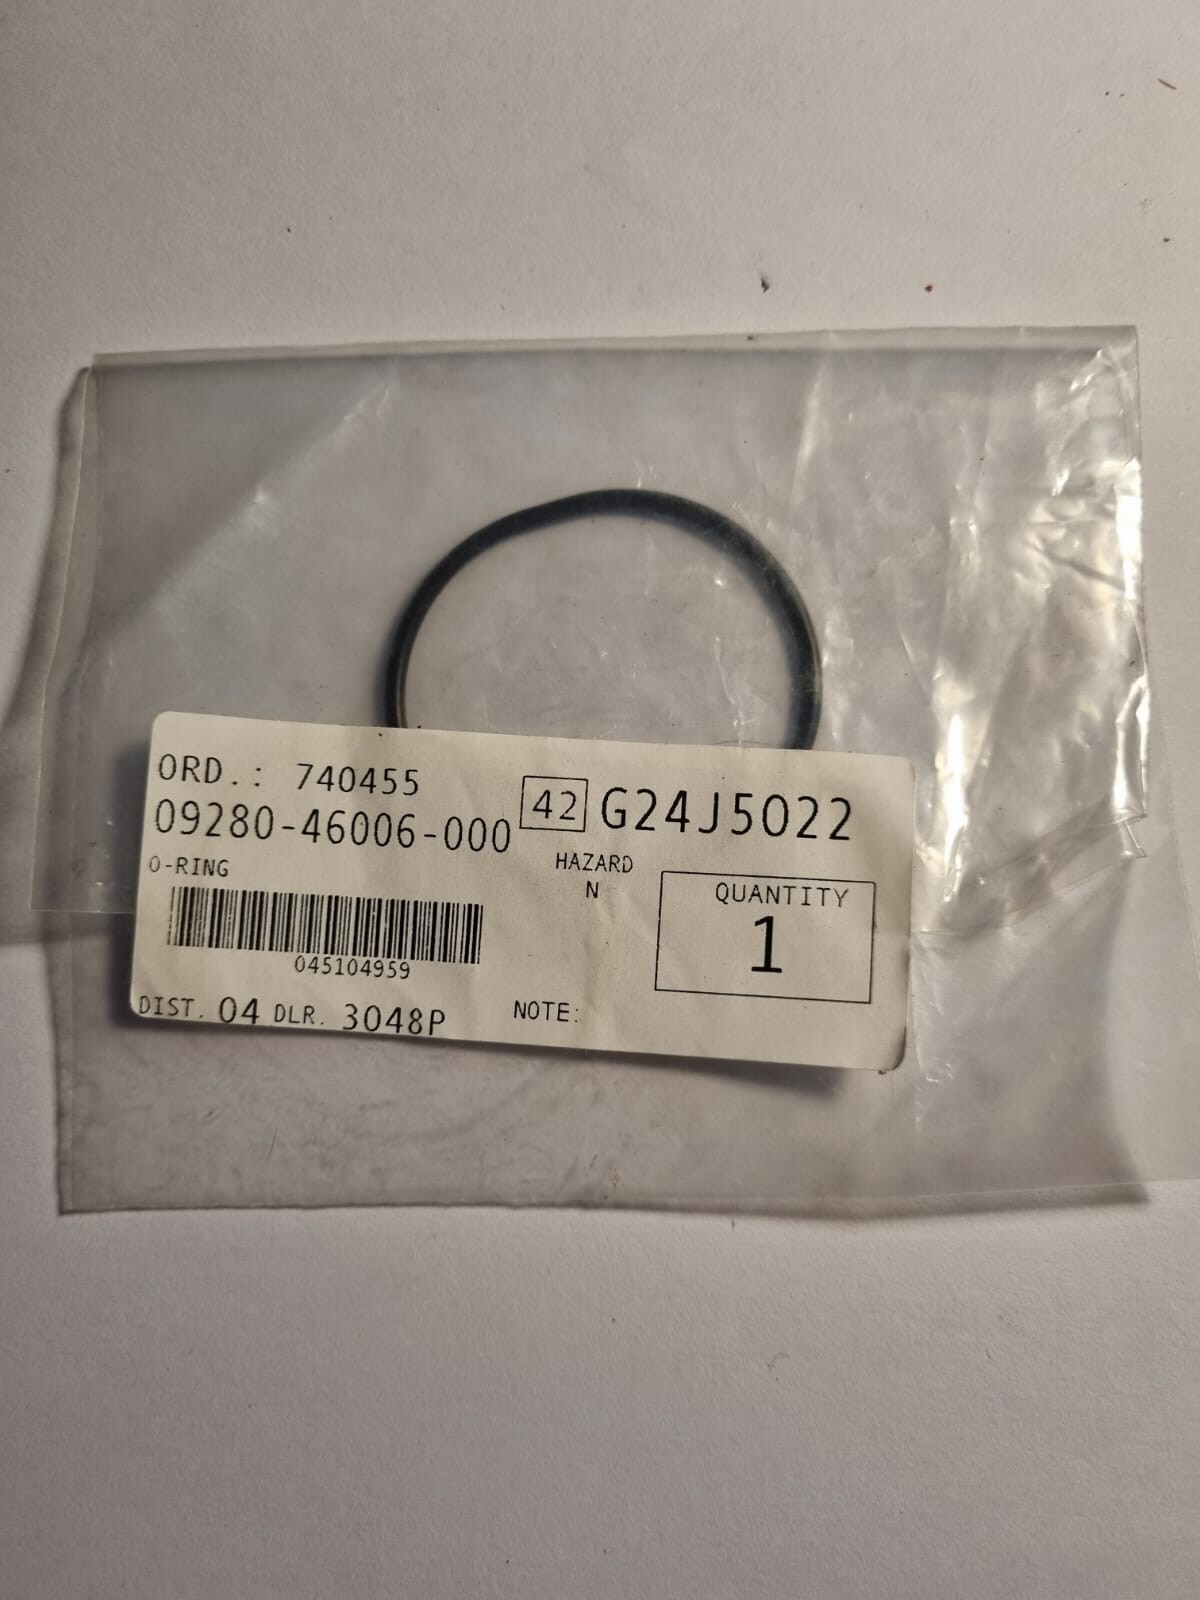 ORD.: 740455
09280-46006-000
42 G24J5022
O-RING
HAZARD
N
QUANTITY
1
045104959
DIST. 04 DLR. 3048P
NOTE: